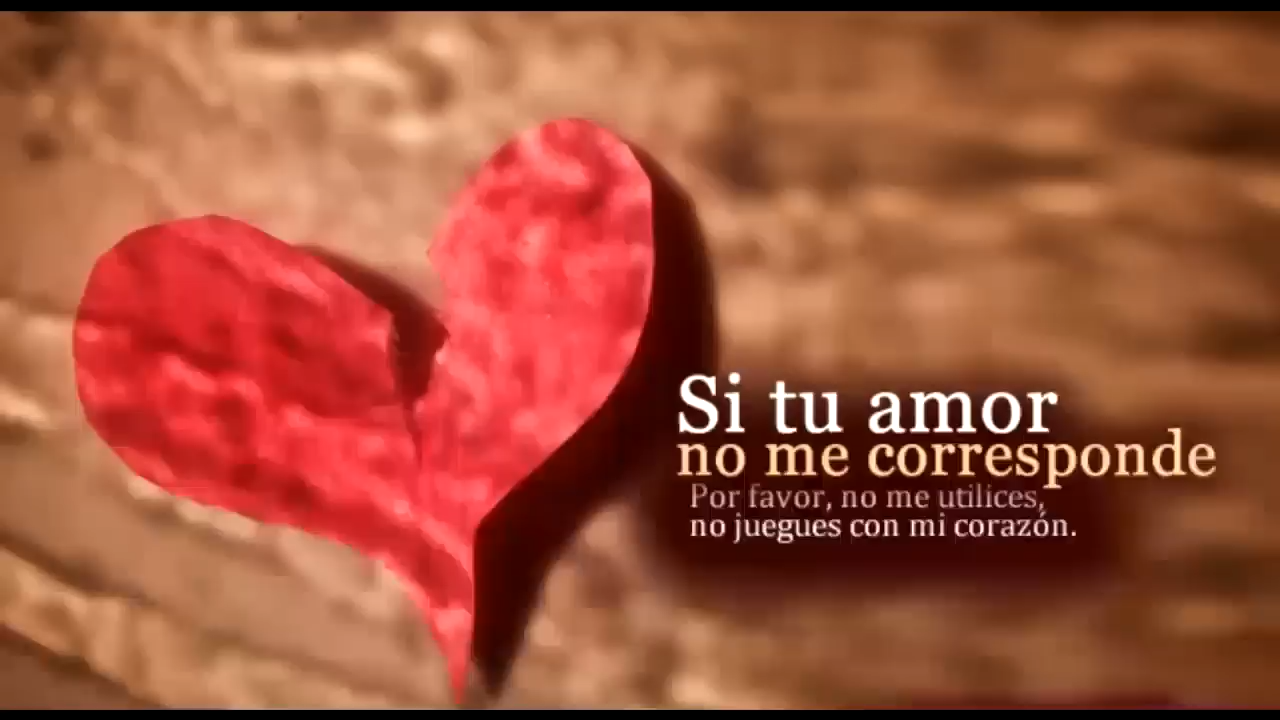 Si tu amor
no me corresponde
Por favor, no me utilices,
no juegues con mi corazón.